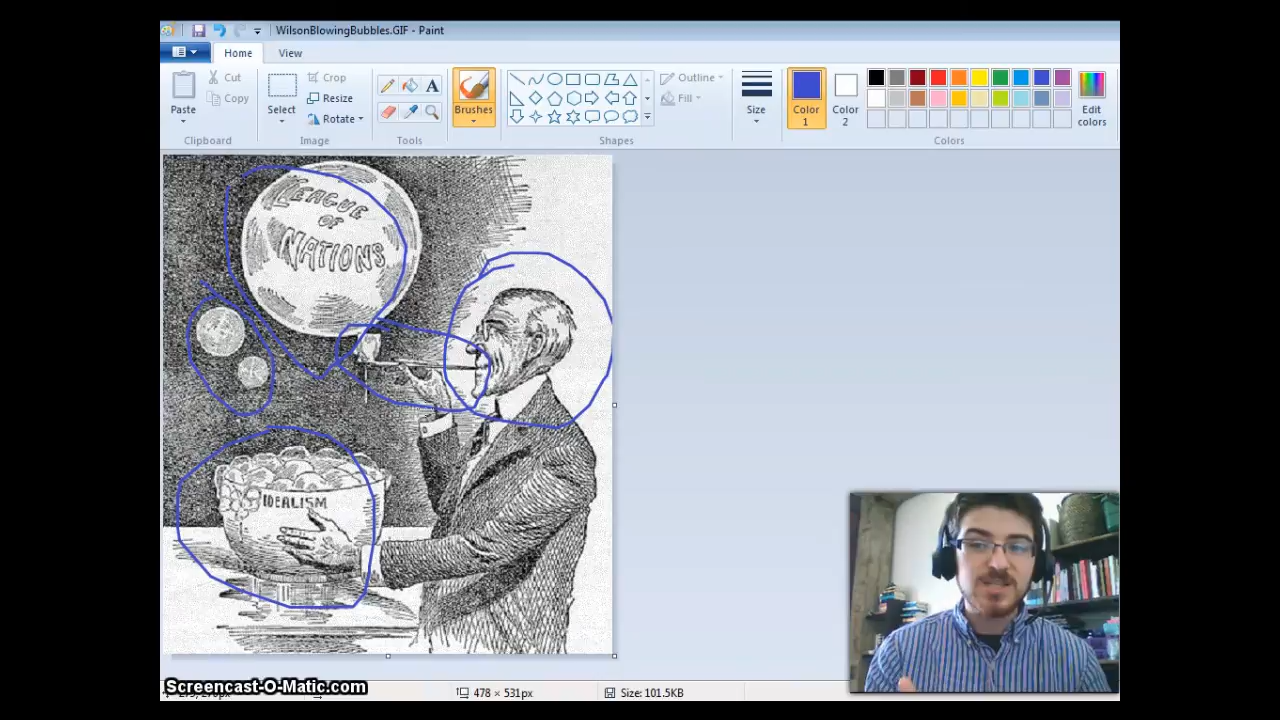 WilsonBlowingBubbles.GIF - Paint
Home View
Cut
Copy
Paste
Clipboard
Crop
Resize
Rotate
Select
Image
A
Tools
Brushes
Outline
Fill
Shapes
Size
Color 1
Color 2
Edit colors
Colors
LEAGUE
OF
NATIONS
IDEALISM
Screencast-O-Matic.com
478 × 531px
Size: 101.5KB